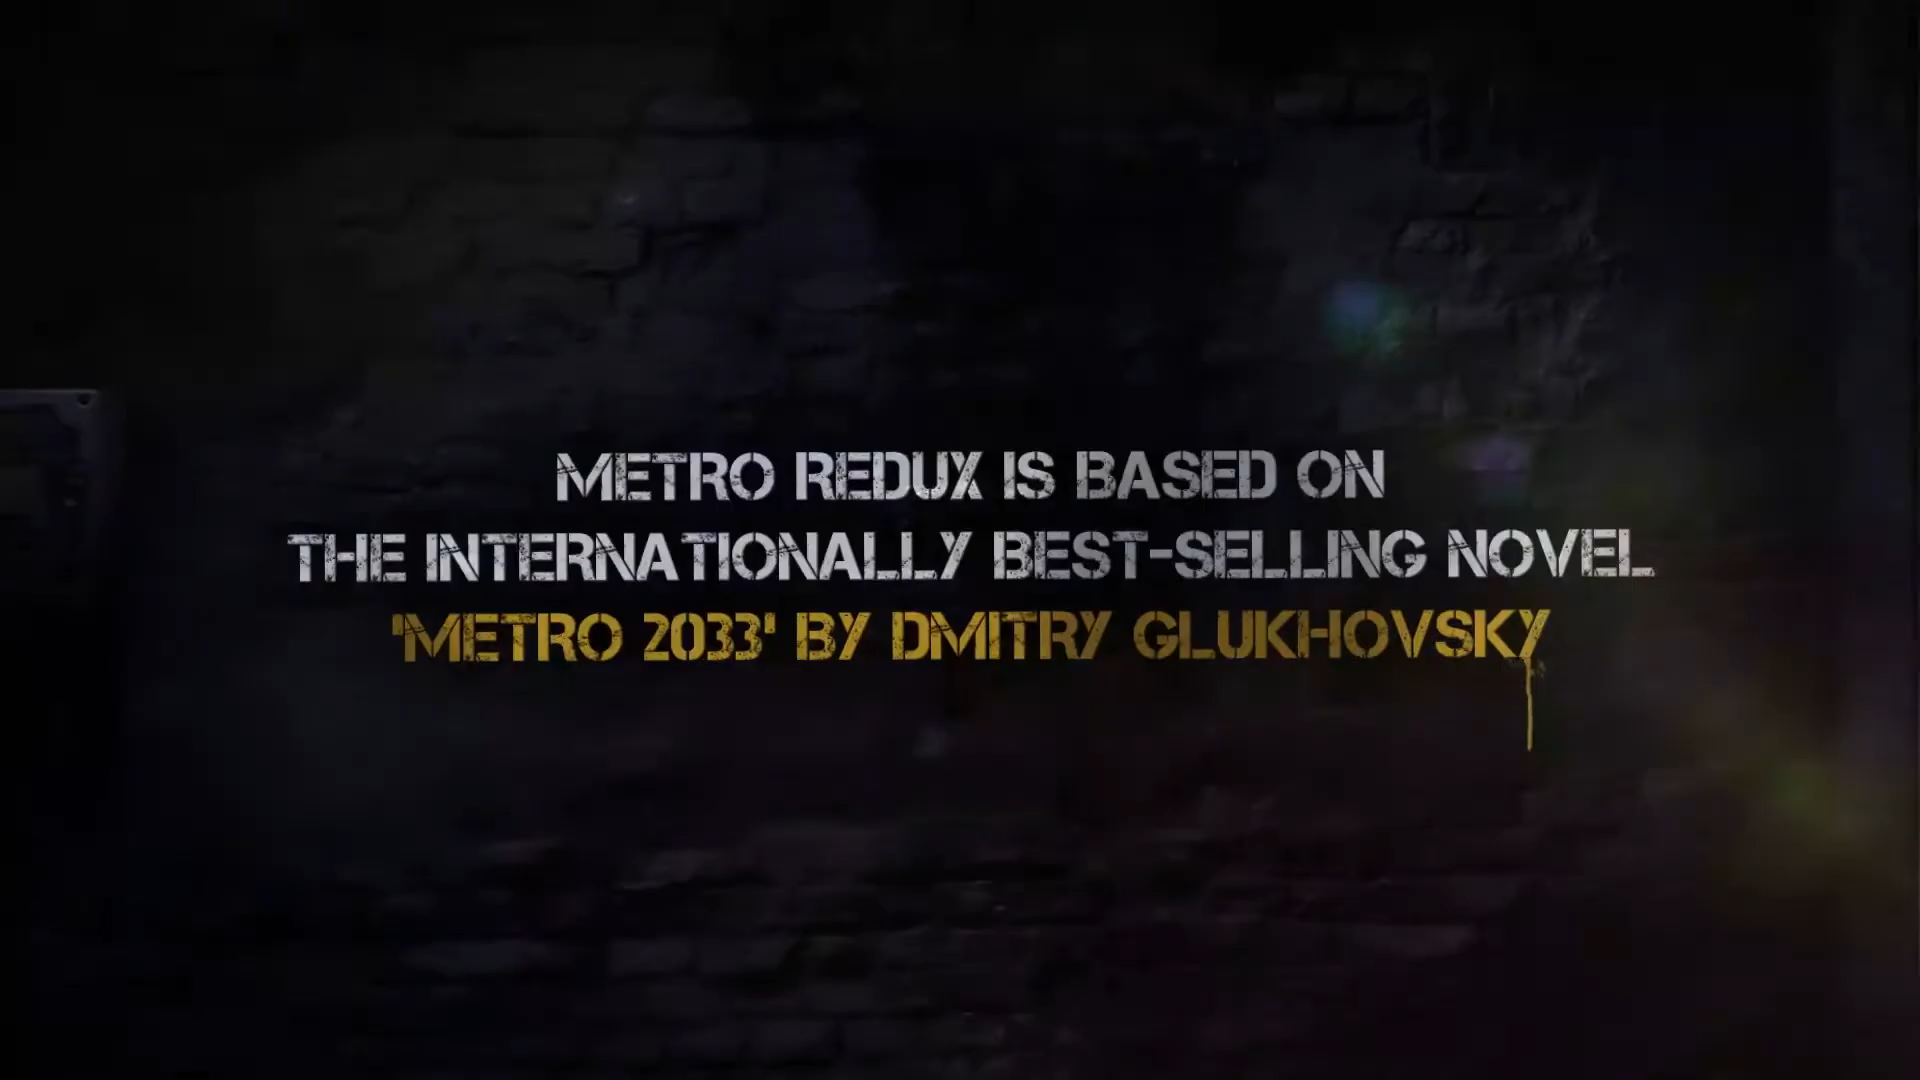 METRO REDUX IS BASED ON
THE INTERNATIONALLY BEST-SELLING NOVEL
'METRO 2033' BY DMITRY GLUKHOVSKY